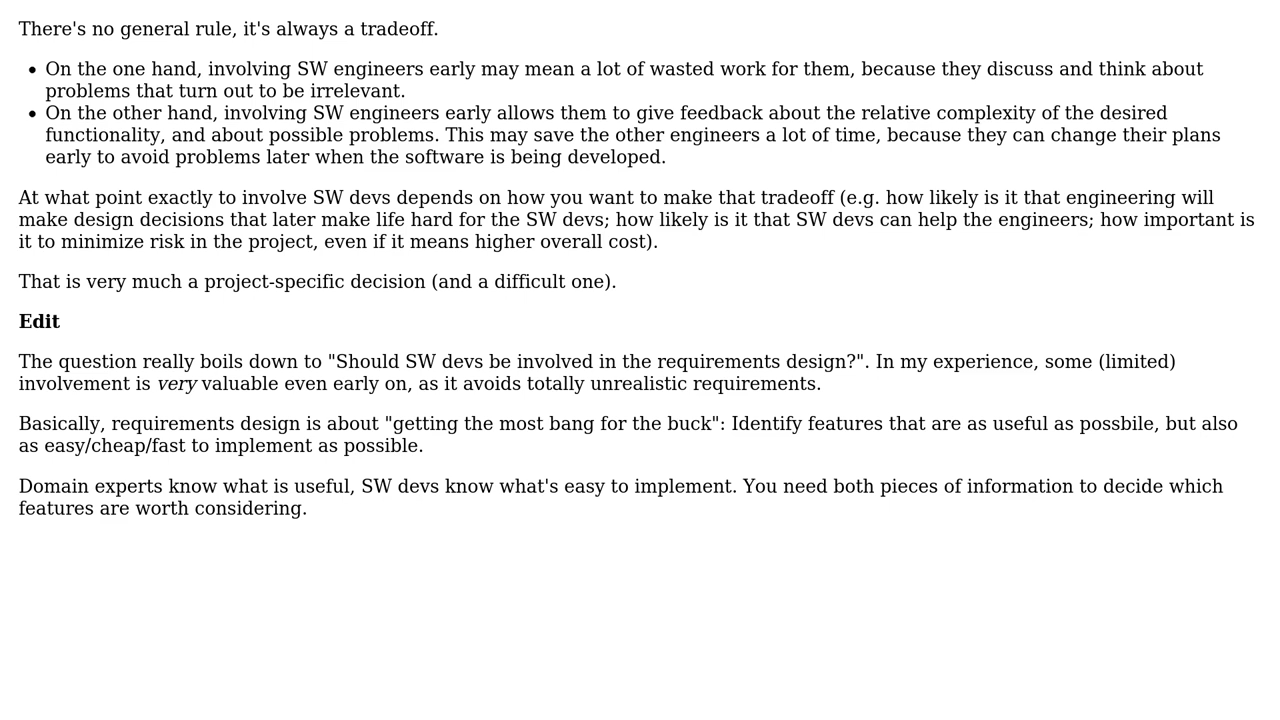 There's no general rule, it's always a tradeoff.
• On the one hand, involving SW engineers early may mean a lot of wasted work for them, because they discuss and think about
problems that turn out to be irrelevant.
• On the other hand, involving SW engineers early allows them to give feedback about the relative complexity of the desired
functionality, and about possible problems. This may save the other engineers a lot of time, because they can change their plans
early to avoid problems later when the software is being developed.
At what point exactly to involve SW devs depends on how you want to make that tradeoff (e.g. how likely is it that engineering will
make design decisions that later make life hard for the SW devs; how likely is it that SW devs can help the engineers; how important is
it to minimize risk in the project, even if it means higher overall cost).
That is very much a project-specific decision (and a difficult one).
Edit
The question really boils down to "Should SW devs be involved in the requirements design?". In my experience, some (limited)
involvement is very valuable even early on, as it avoids totally unrealistic requirements.
Basically, requirements design is about "getting the most bang for the buck": Identify features that are as useful as possbile, but also
as easy/cheap/fast to implement as possible.
Domain experts know what is useful, SW devs know what's easy to implement. You need both pieces of information to decide which
features are worth considering.